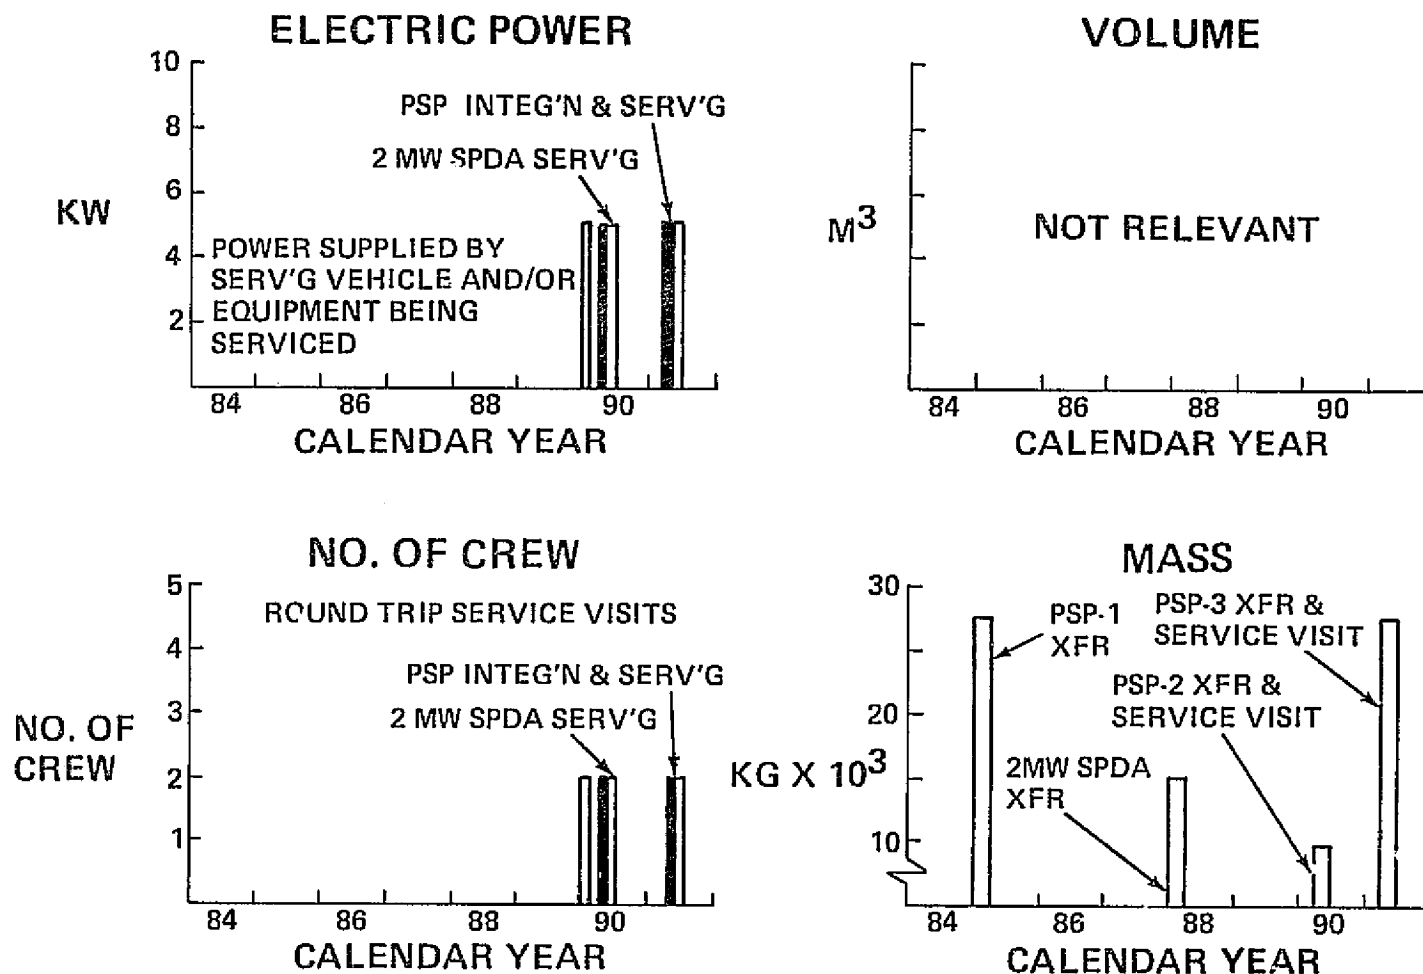 ELECTRIC POWER
10
8
6
4
2
KW
PSP INTEG'N & SERV'G
2 MW SPDA SERV'G
POWER SUPPLIED BY
SERV'G VEHICLE AND/OR
EQUIPMENT BEING
SERVICED
84 86 88 90
CALENDAR YEAR
VOLUME
M3
NOT RELEVANT
84 86 88 90
CALENDAR YEAR
NO. OF CREW
5
4
3
2
1
NO. OF
CREW
ROUND TRIP SERVICE VISITS
PSP INTEG'N & SERV'G
2 MW SPDA SERV'G
84 86 88 90
CALENDAR YEAR
MASS
30
20
10
KG X 103
PSP-1
XFR
PSP-3 XFR &
SERVICE VISIT
PSP-2 XFR &
SERVICE VISIT
2MW SPDA
XFR
84 86 88 90
CALENDAR YEAR